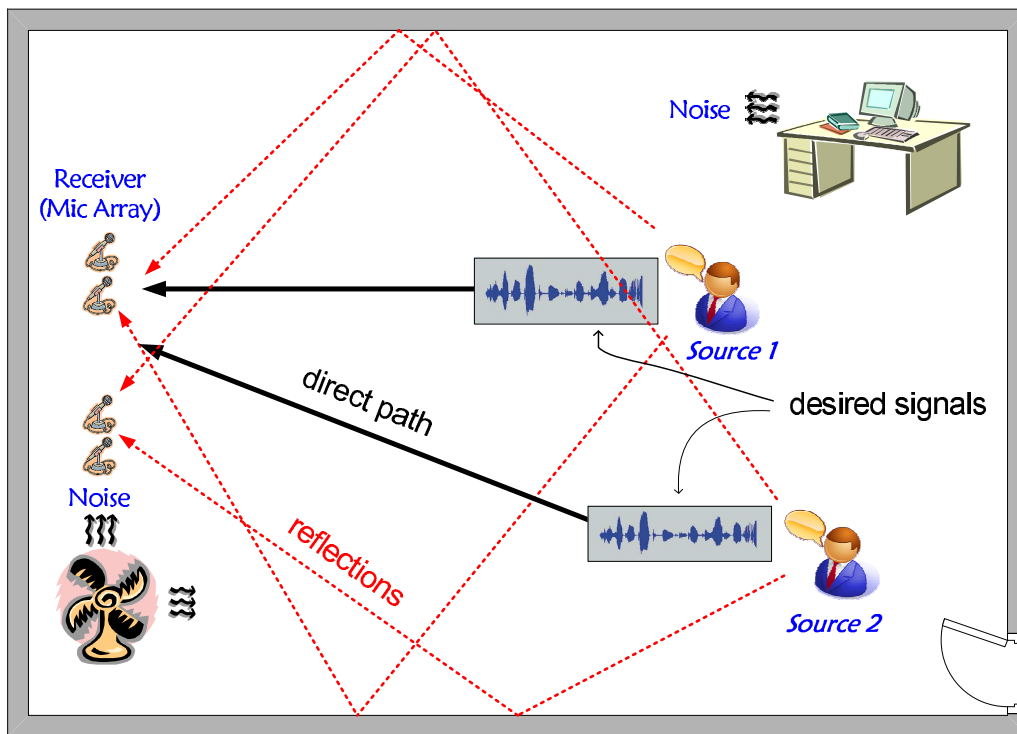 Noise
Receiver
(Mic Array)
Source 1
direct path
desired signals
Noise
reflections
Source 2